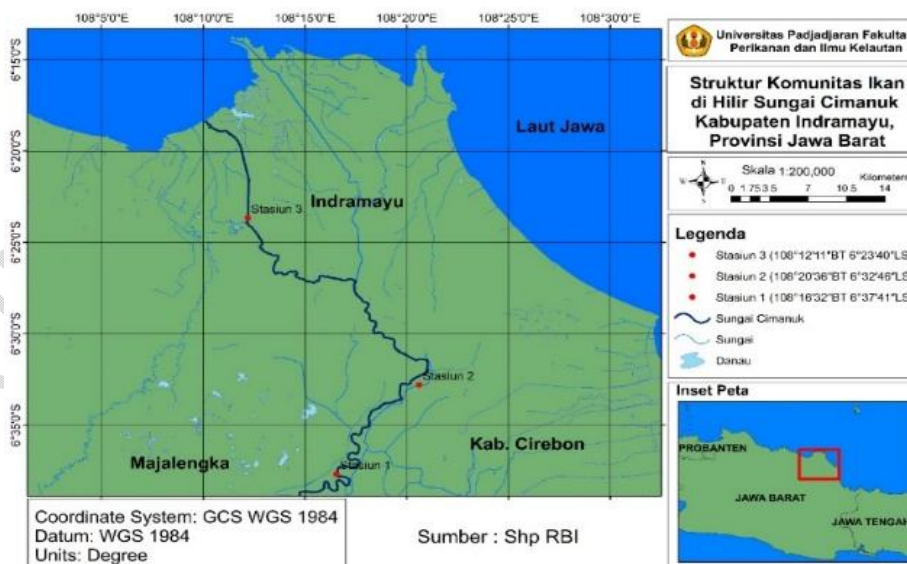 108°5'0"E 108°10'0"E 108°15'0"E 108°20'0"E 108°25'0"E 108°30'0"E
6°15'0"S
6°20'0"S
6°25'0"S
6°30'0"S
6°35'0"S
Laut Jawa
Indramayu
Stasiun 3
Stasiun 2
Kab. Cirebon
Majalengka
Stasiun 1
Coordinate System: GCS WGS 1984
Datum: WGS 1984
Units: Degree
Sumber : Shp RBI
Universitas Padjadjaran Fakulta
Perikanan dan Ilmu Kelautan
Struktur Komunitas Ikan
di Hilir Sungai Cimanuk
Kabupaten Indramayu,
Provinsi Jawa Barat
N
W E
S
Skala 1:200,000
Kilometers
0 1.75 3.5 7 10.5 14
Legenda
Stasiun 3 (108°12'11"BT 6°23'40"LS
Stasiun 2 (108°20'36"BT 6°32'46"LS
Stasiun 1 (108°16'32"BT 6°37'41"LS
Sungai Cimanuk
Sungai
Danau
Inset Peta
PROBANTEN
JAWA BARAT
JAWA TENGAH